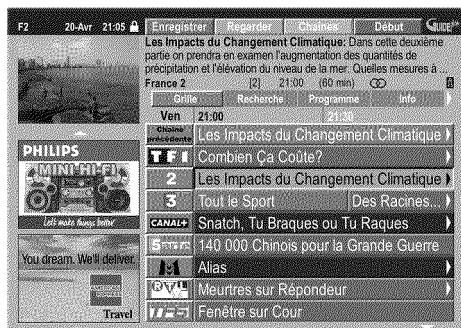 F2 20-Avr 21:05 Enregistrer Regarder Chaînes Début GUIDE
Les Impacts du Changement Climatique: Dans cette deuxième
partie on prendra en examen l'augmentation des quantités de
précipitation et l'élévation du niveau de la mer. Quelles mesures à ...
France 2 [2] 21:00 (60 min)
Grille Recherche Programme Info
Ven 21:00 21:30
Chaîne précédente Les Impacts du Changement Climatique
TF1 Combien Ça Coûte?
2 Les Impacts du Changement Climatique
3 Tout le Sport Des Racines...
CANAL+ Snatch, Tu Braques ou Tu Raques
5 140 000 Chinois pour la Grande Guerre
M Alias
RTL Meurtres sur Répondeur
TF5 Fenêtre sur Cour
PHILIPS
MINI HI-FI
Let's make things better
You dream. We'll deliver.
Travel